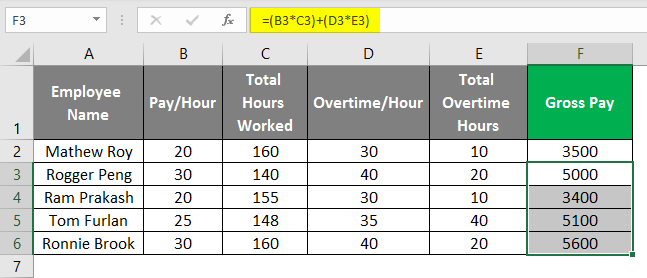 F3 fx =(B3*C3)+(D3*E3)
A B C D E F
1 Employee Name Pay/Hour Total Hours Worked Overtime/Hour Total Overtime Hours Gross Pay
2 Mathew Roy 20 160 30 10 3500
3 Rogger Peng 30 140 40 20 5000
4 Ram Prakash 20 155 30 10 3400
5 Tom Furlan 25 148 35 40 5100
6 Ronnie Brook 30 160 40 20 5600
7